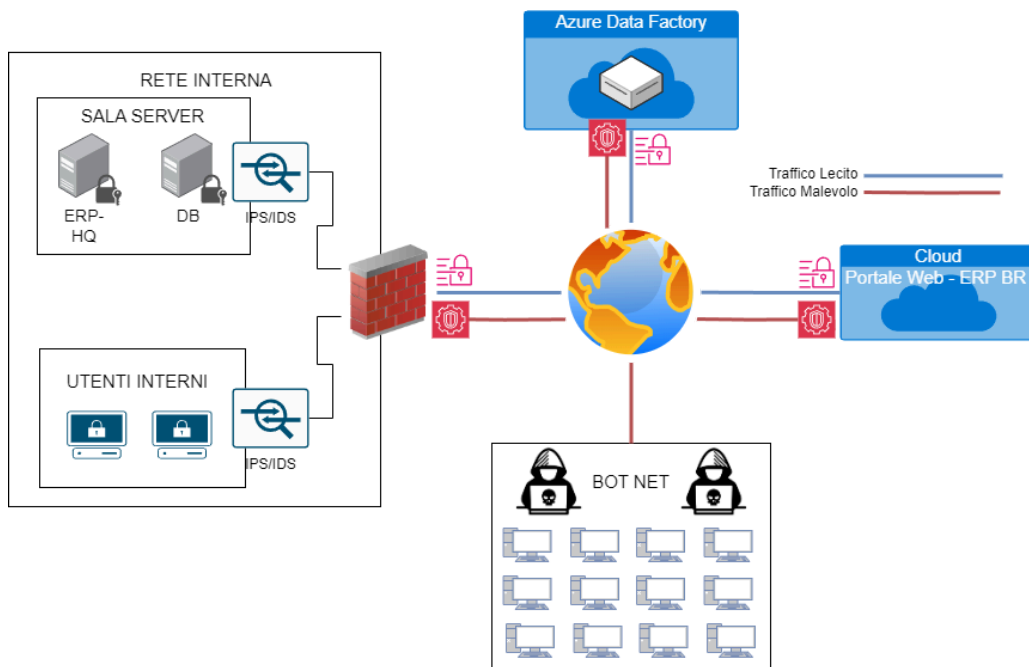 Azure Data Factory
RETE INTERNA
SALA SERVER
ERP-
HQ
DB
IPS/IDS
Traffico Lecito
Traffico Malevolo
Cloud
Portale Web - ERP BR
UTENTI INTERNI
IPS/IDS
BOT NET